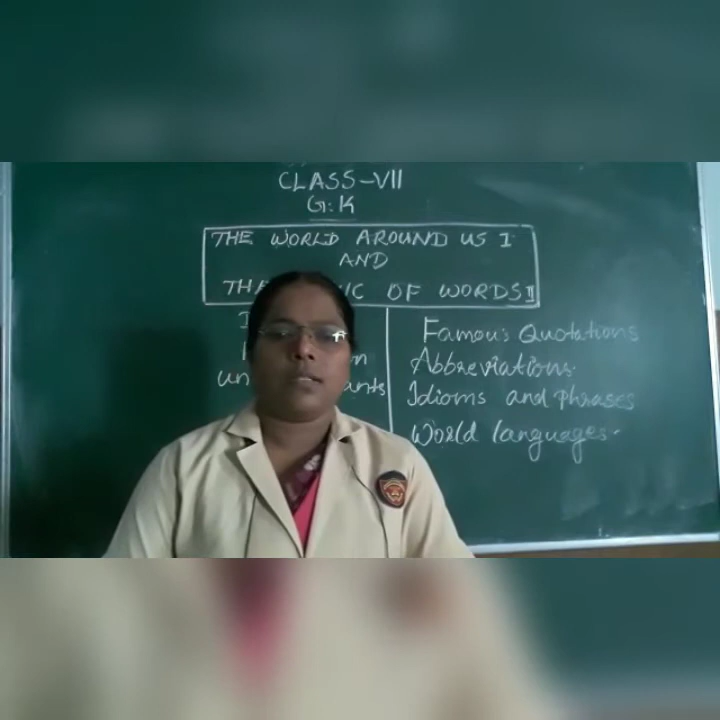 CLASS-VII
G.K
THE WORLD AROUND US I
AND
OF WORDS II
Famous Quotations
Abbreviations.
Idioms and Phrases
World languages.